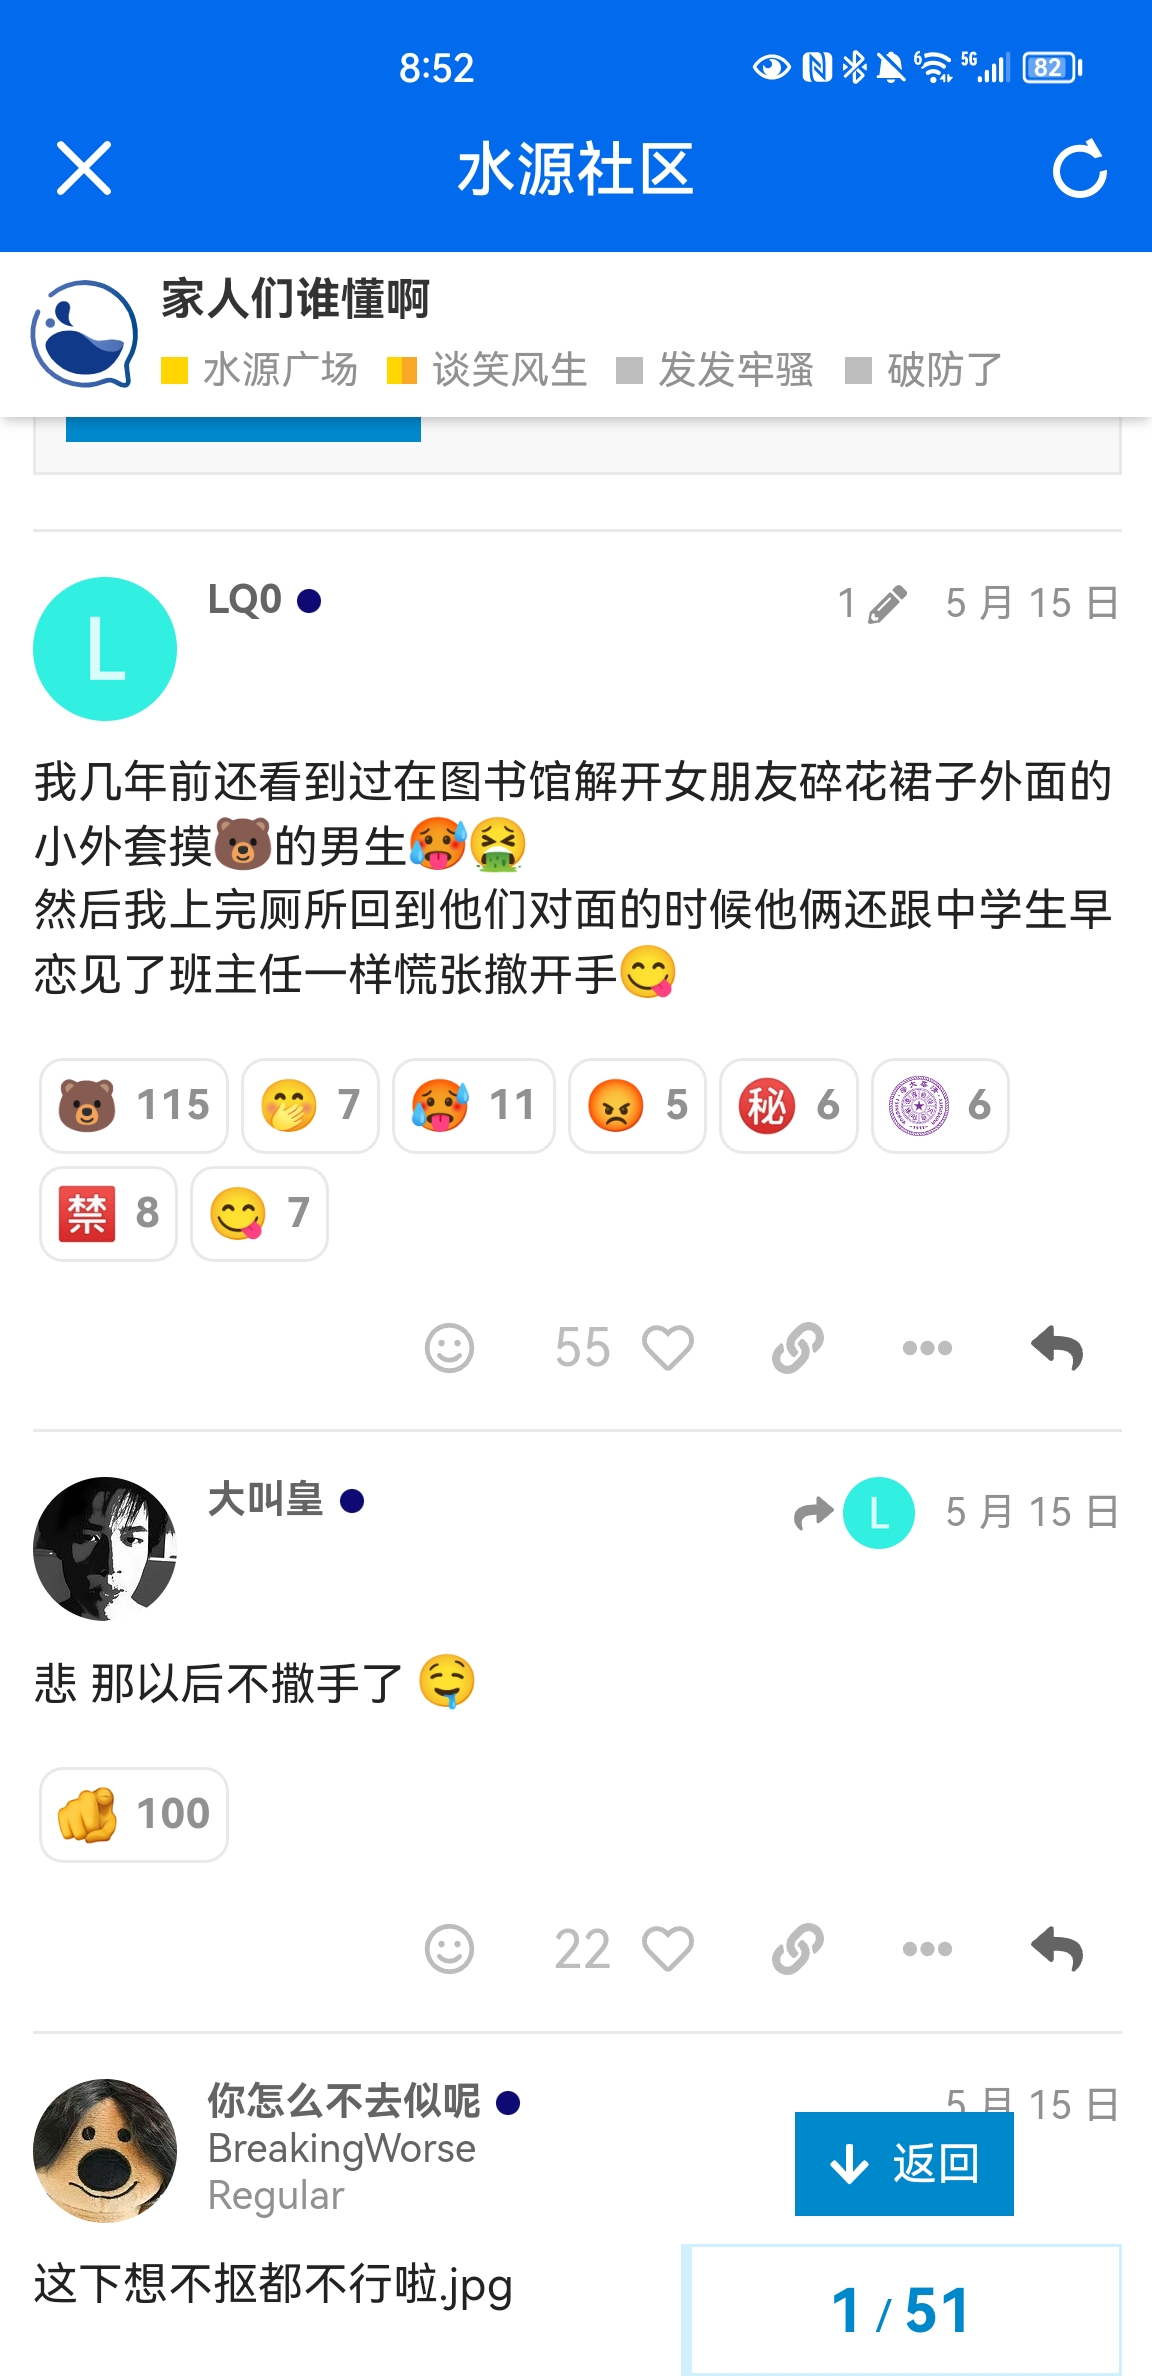 8:52
6
5G
82
水源社区
家人们谁懂啊
水源广场 谈笑风生 发发牢骚 破防了
L
LQ0
1 5 月 15 日
我几年前还看到过在图书馆解开女朋友碎花裙子外面的
小外套摸🐻的男生🥵🤮
然后我上完厕所回到他们对面的时候他俩还跟中学生早
恋见了班主任一样慌张撤开手😋
🐻 115 🤭 7 🥵 11 😡 5 ㊙️ 6 6
🈲 8 😋 7
55
大叫皇
L 5 月 15 日
悲 那以后不撒手了 🤤
🫵 100
22
你怎么不去似呢
5 月 15 日
BreakingWorse
Regular
返回
这下想不抠都不行啦.jpg
1 / 51